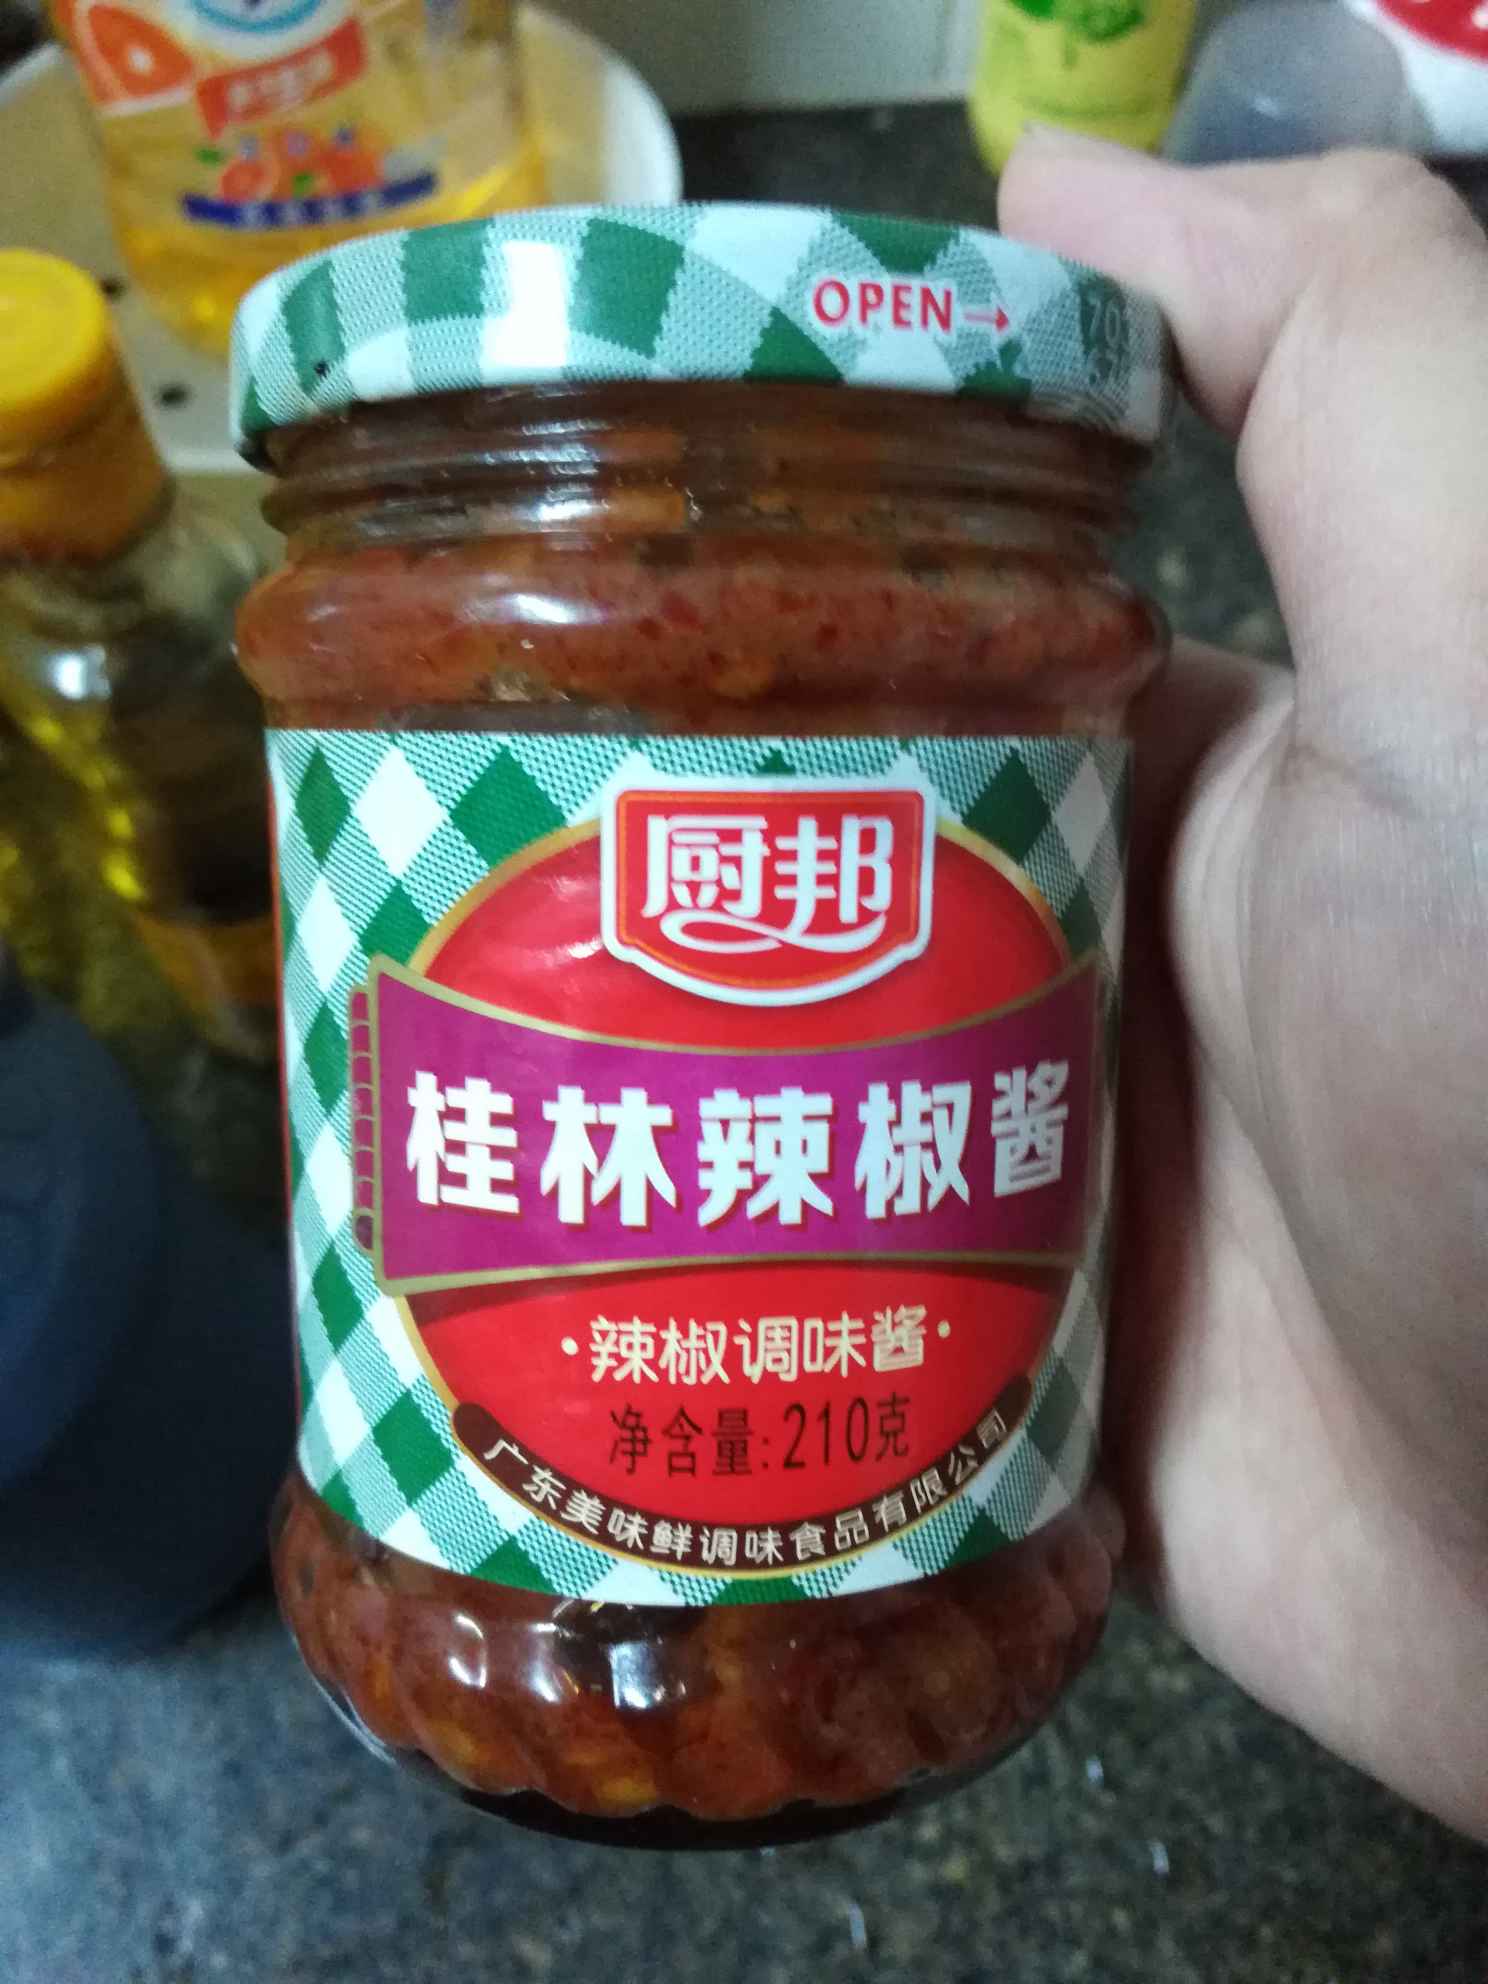 OPEN→
厨邦
桂林辣椒酱
·辣椒调味酱·
净含量:210克
广东美味鲜调味食品有限公司